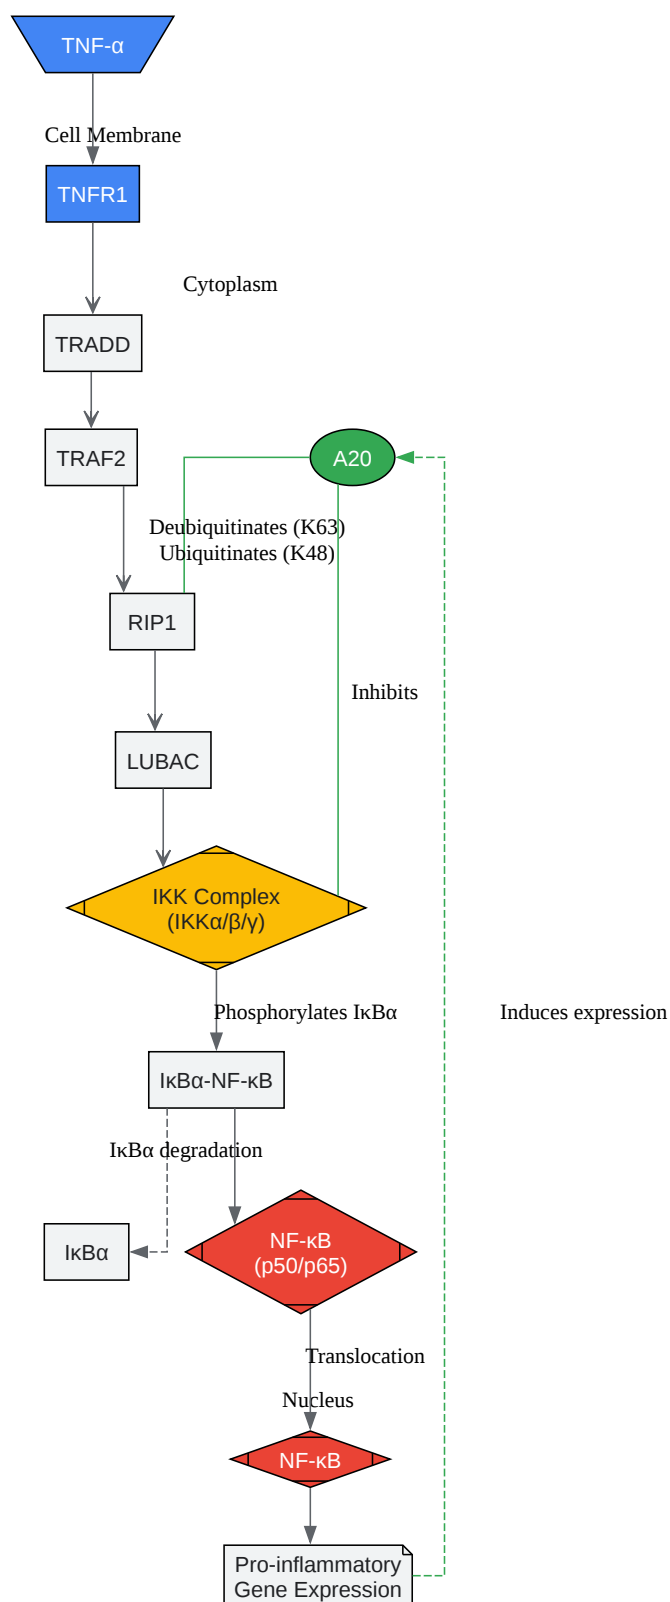 TNF-α
Cell Membrane
TNFR1
Cytoplasm
TRADD
TRAF2
A20
Deubiquitinates (K63)
Ubiquitinates (K48)
RIP1
Inhibits
LUBAC
IKK Complex
(IKKα/β/γ)
Phosphorylates IκBα
Induces expression
IκBα-NF-κB
IκBα degradation
IκBα
NF-κB
(p50/p65)
Translocation
Nucleus
NF-κB
Pro-inflammatory
Gene Expression